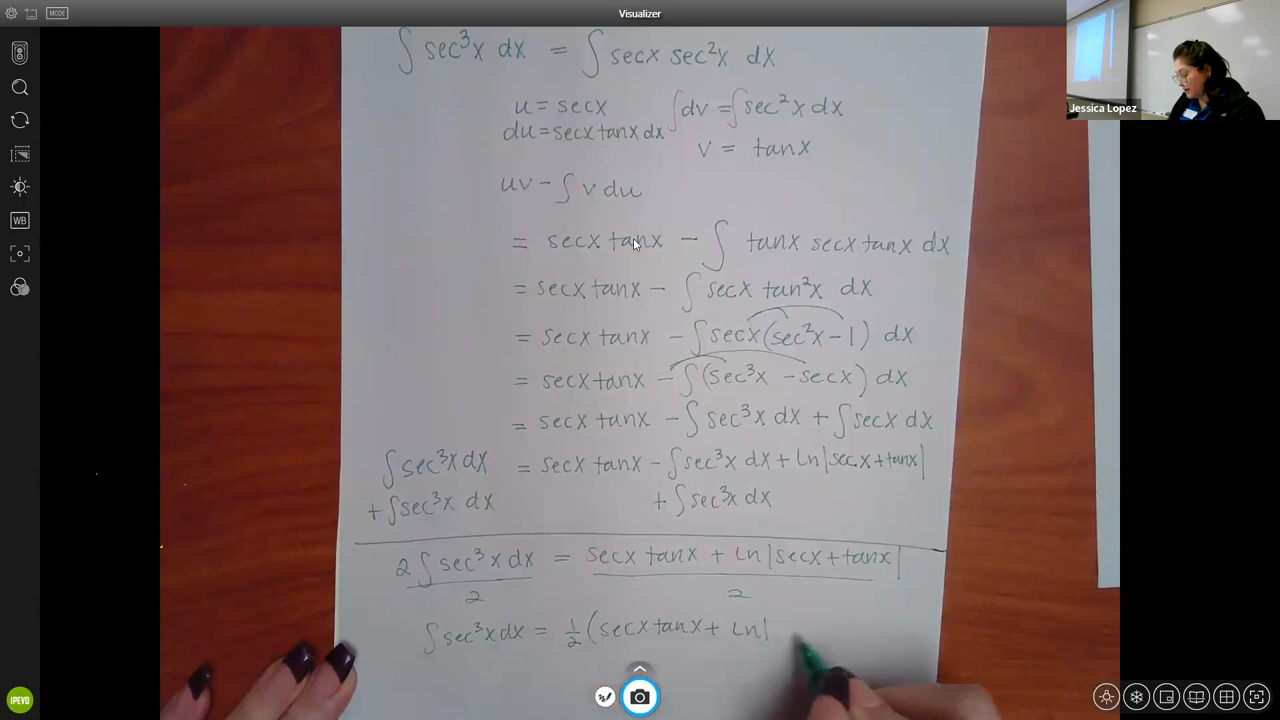 MODE
Visualizer
Jessica Lopez
∫ sec³x dx = ∫ secx sec²x dx
u = secx ∫dv = ∫sec²x dx
du = secx tanx dx v = tanx
uv - ∫ v du
= secx tanx - ∫ tanx secx tanx dx
= secx tanx - ∫ secx tan²x dx
= secx tanx - ∫secx(sec²x - 1) dx
= secx tanx - ∫(sec³x - secx) dx
= secx tanx - ∫sec³x dx + ∫secx dx
∫sec³x dx = secx tanx - ∫sec³x dx + ln|secx + tanx|
+ ∫sec³x dx + ∫sec³x dx
2 ∫ sec³x dx = secx tanx + ln|secx + tanx|
2 2
∫sec³x dx = 1/2 (secx tanx + ln|
WB
IPEVO